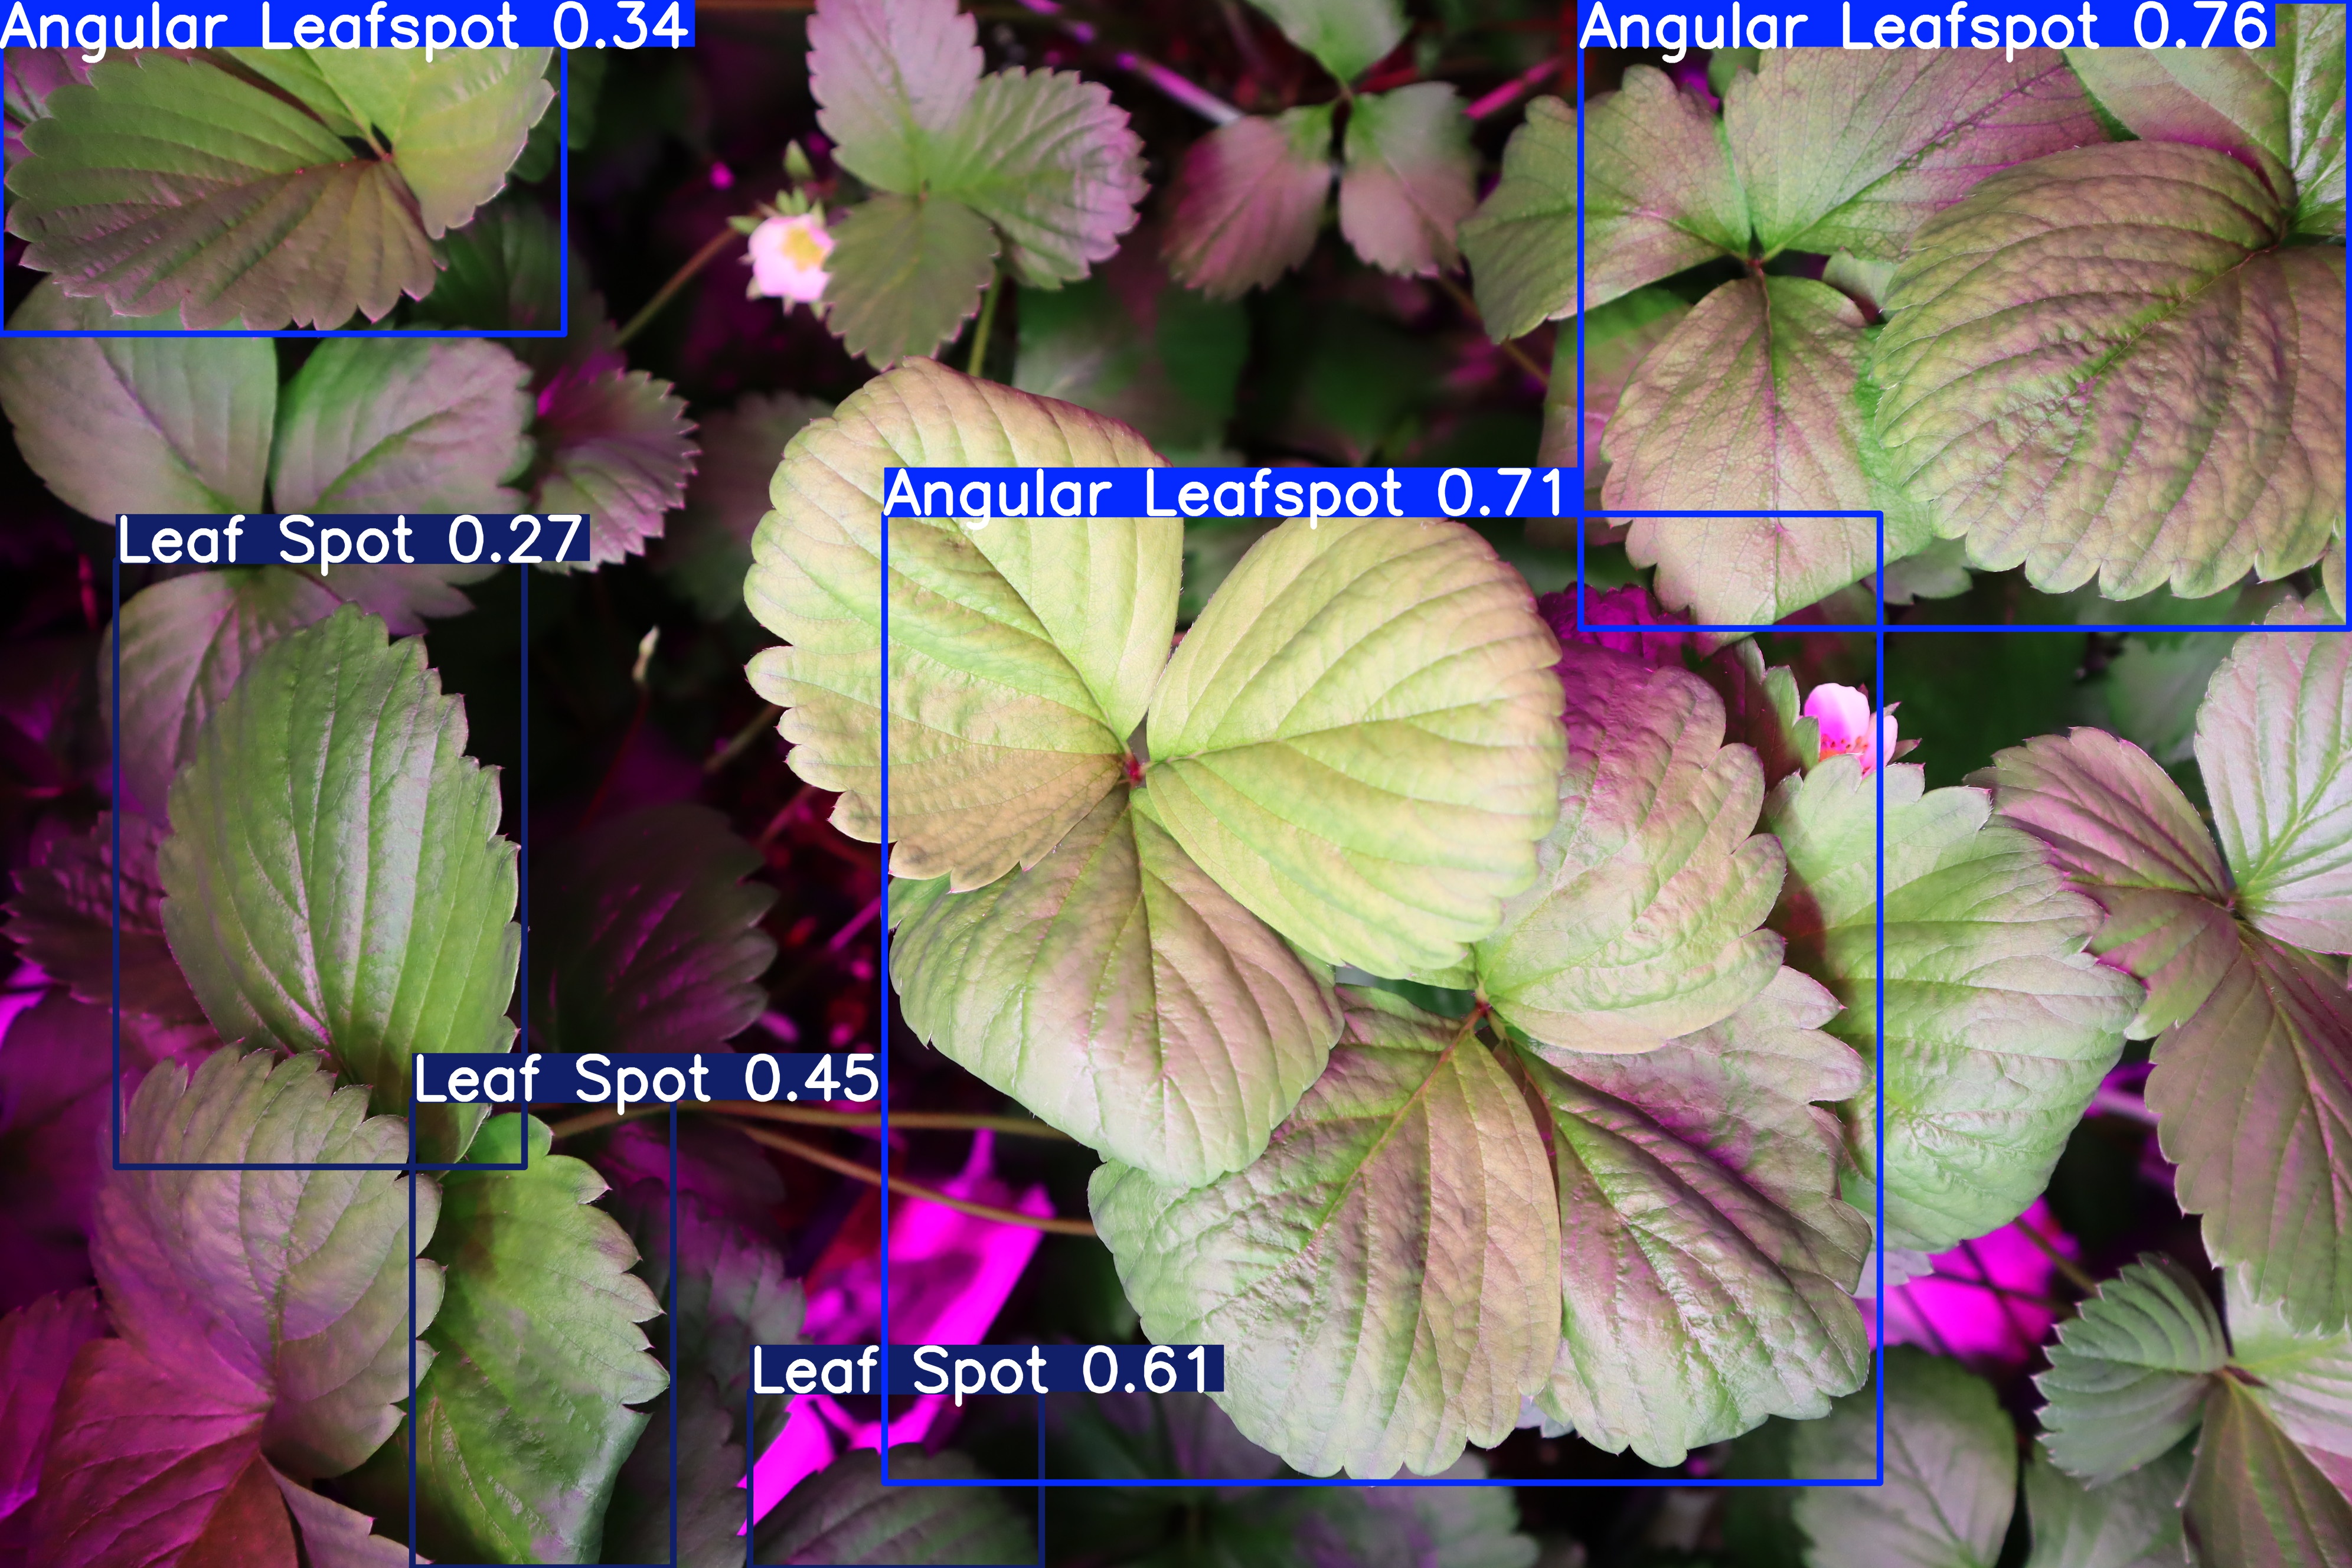 Angular Leafspot 0.34
Angular Leafspot 0.76
Angular Leafspot 0.71
Leaf Spot 0.27
Leaf Spot 0.45
Leaf Spot 0.61